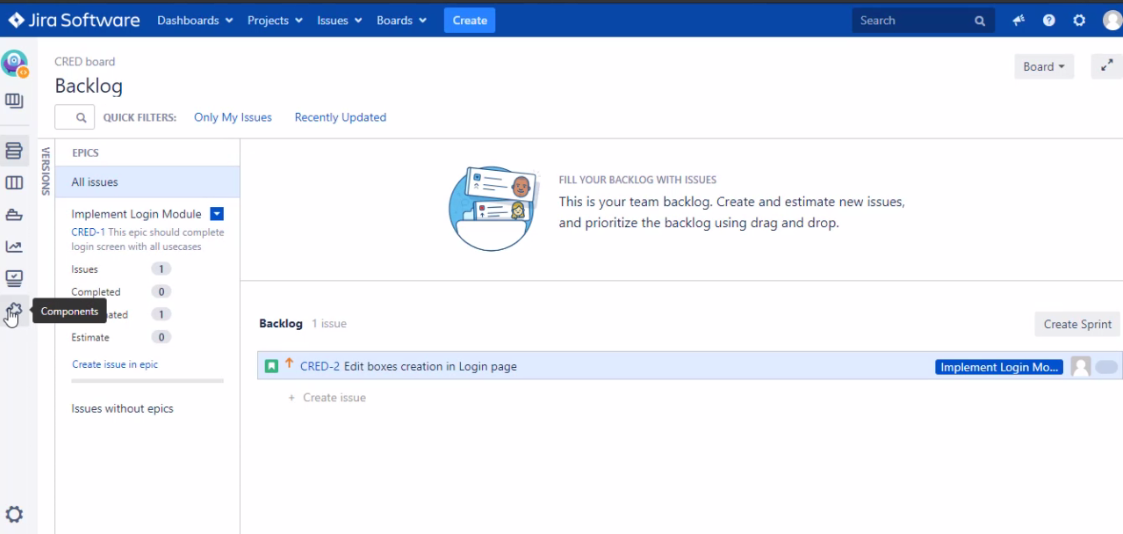 Jira Software Dashboards Projects Issues Boards Create Search
CRED board
Backlog
Board
QUICK FILTERS: Only My Issues Recently Updated
VERSIONS
EPICS
All issues
Implement Login Module
CRED-1 This epic should complete
login screen with all usecases
Issues 1
Completed 0
ated 1
Estimate 0
Create issue in epic
Issues without epics
Components
FILL YOUR BACKLOG WITH ISSUES
This is your team backlog. Create and estimate new issues,
and prioritize the backlog using drag and drop.
Backlog 1 issue
Create Sprint
CRED-2 Edit boxes creation in Login page Implement Login Mo...
+ Create issue